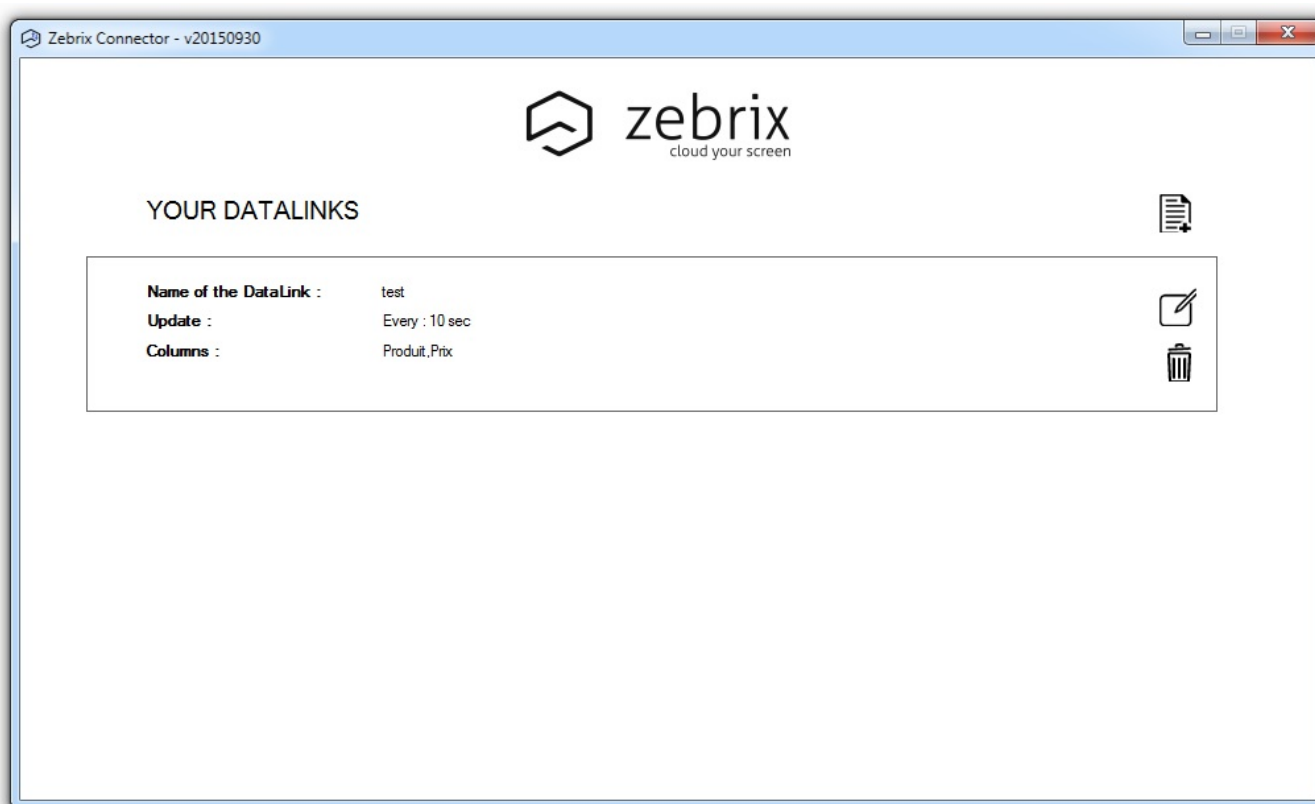 Zebrix Connector - v20150930
zebrix
cloud your screen
YOUR DATALINKS
Name of the DataLink : test
Update : Every : 10 sec
Columns : Produit,Prix